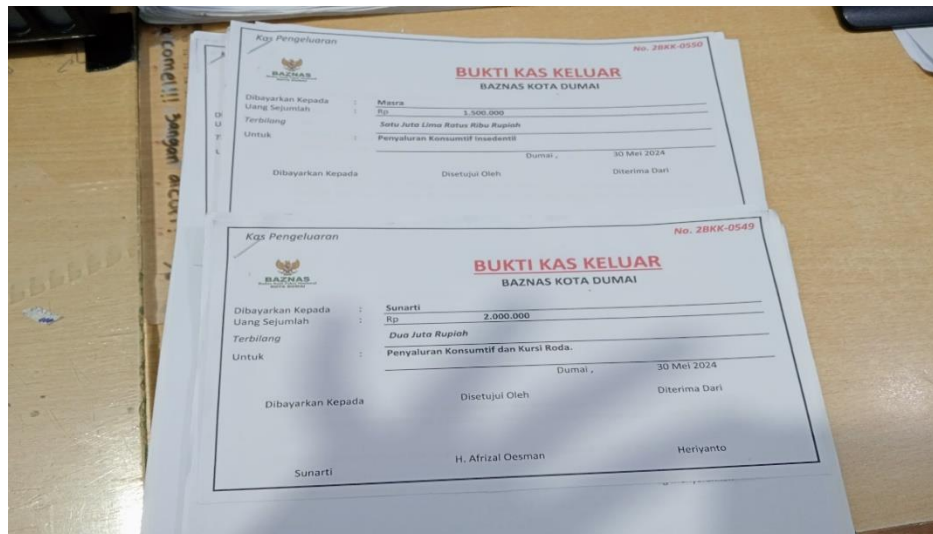 Kas Pengeluaran
No. 2BKK-0550
BAZNAS
BUKTI KAS KELUAR
BAZNAS KOTA DUMAI
Dibayarkan Kepada : Masra
Uang Sejumlah : Rp 1.500.000
Terbilang Satu Juta Lima Ratus Ribu Rupiah
Untuk : Penyaluran Konsumtif Insedentil
Dumai , 30 Mei 2024
Dibayarkan Kepada Disetujui Oleh Diterima Dari
Kas Pengeluaran
No. 2BKK-0549
BAZNAS
KOTA DUMAI
BUKTI KAS KELUAR
BAZNAS KOTA DUMAI
Dibayarkan Kepada : Sunarti
Uang Sejumlah : Rp 2.000.000
Terbilang Dua Juta Rupiah
Untuk : Penyaluran Konsumtif dan Kursi Roda.
Dumai , 30 Mei 2024
Dibayarkan Kepada Disetujui Oleh Diterima Dari
Sunarti H. Afrizal Oesman Heriyanto